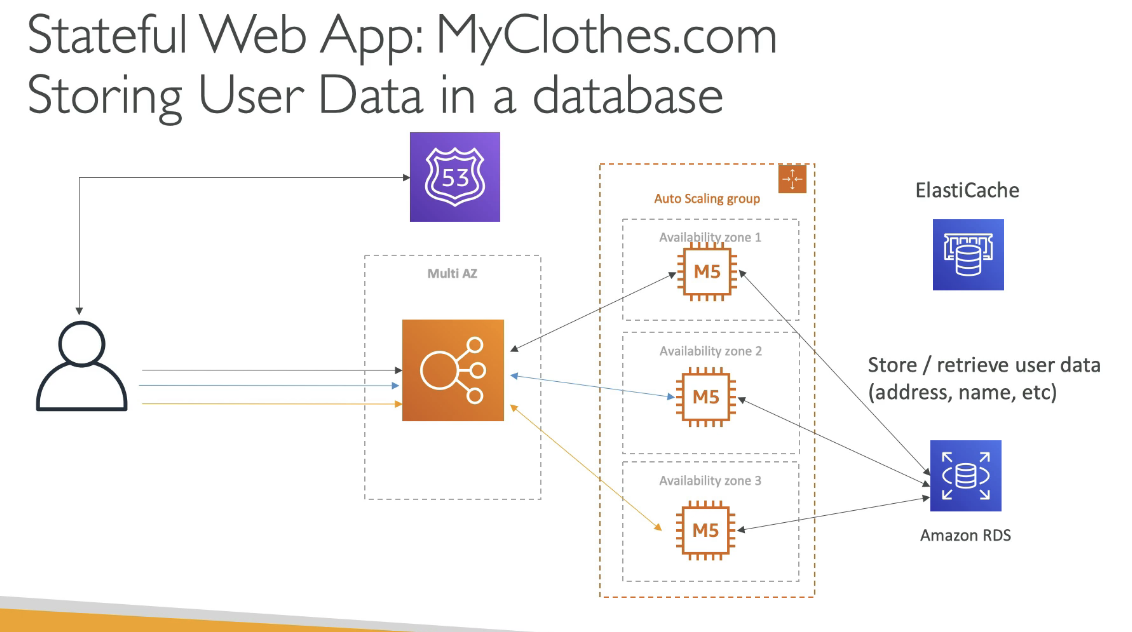 Stateful Web App: MyClothes.com
Storing User Data in a database
53
Auto Scaling group
ElastiCache
Availability zone 1
M5
Multi AZ
Availability zone 2
M5
Store / retrieve user data
(address, name, etc)
Availability zone 3
M5
Amazon RDS